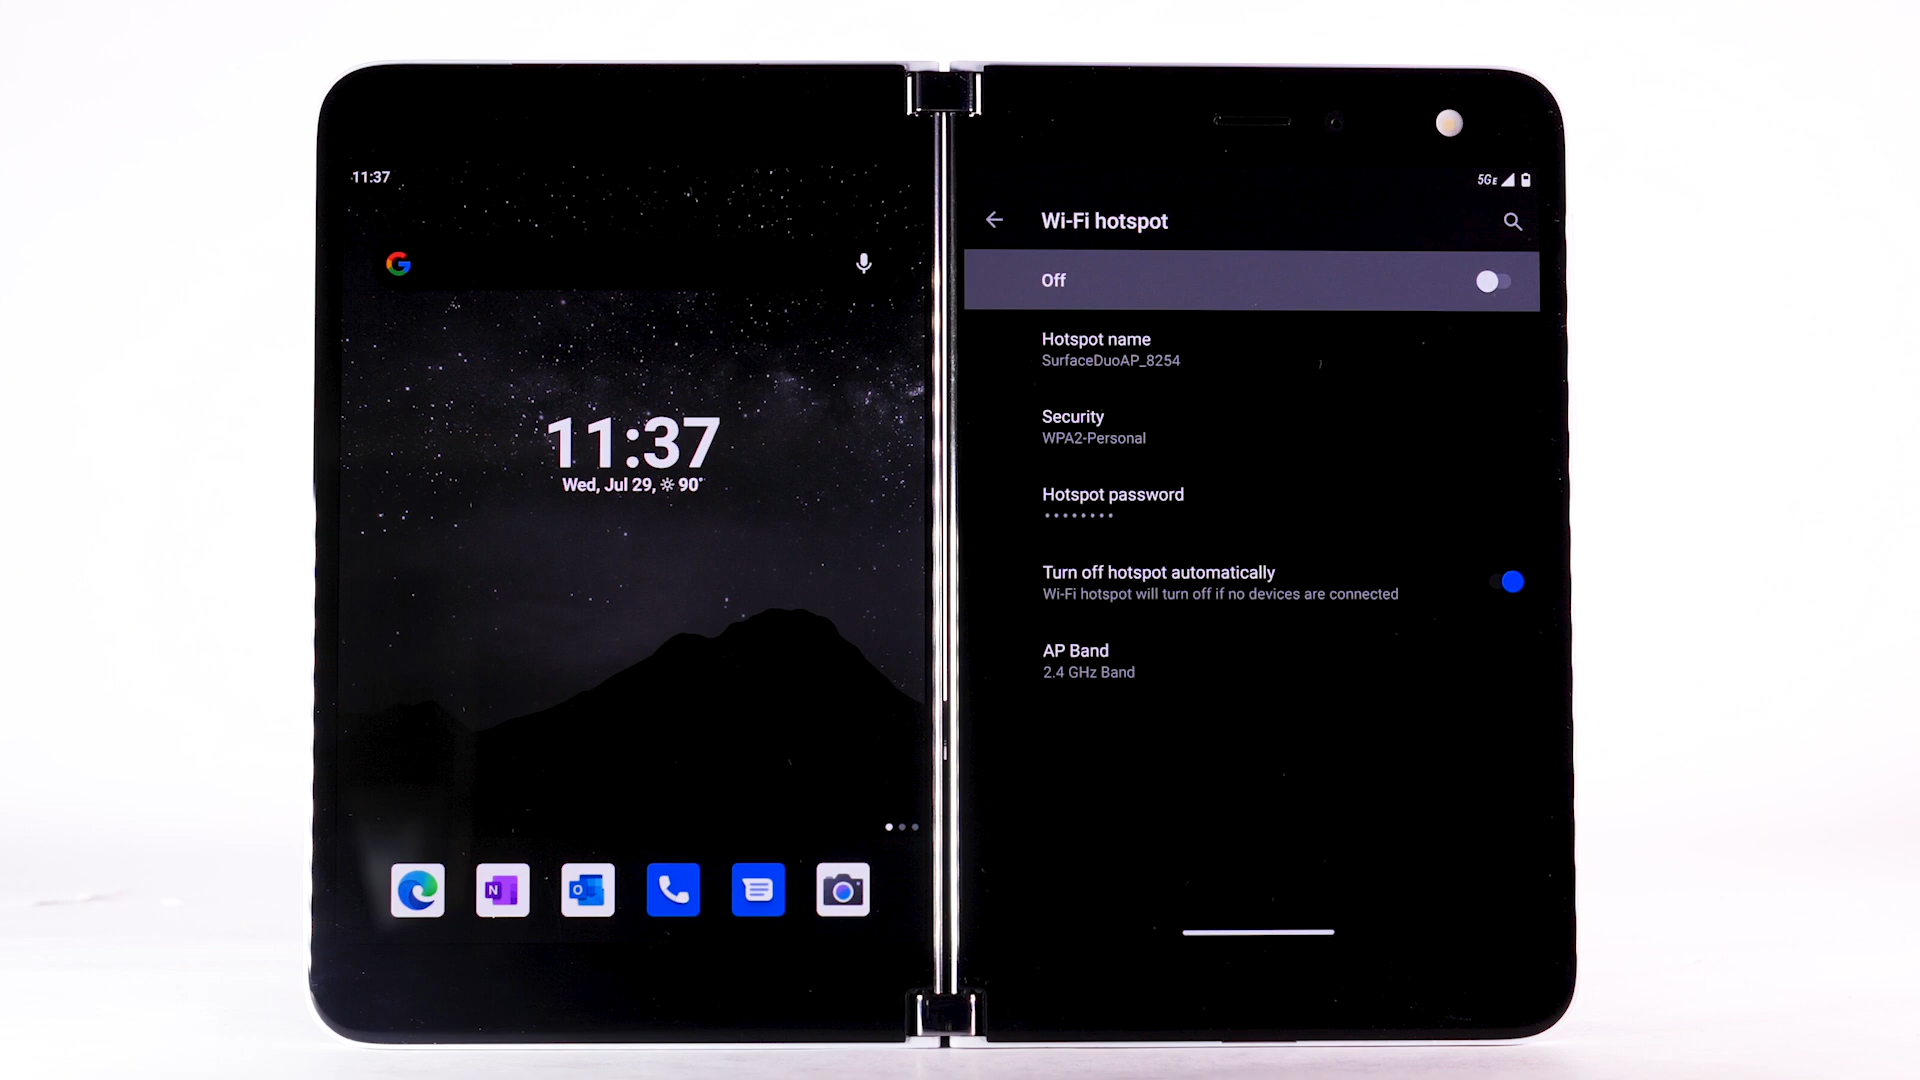 11:37
11:37
Wed, Jul 29, 90°
5GE
Wi-Fi hotspot
Off
Hotspot name
SurfaceDuoAP_8254
Security
WPA2-Personal
Hotspot password
••••••••
Turn off hotspot automatically
Wi-Fi hotspot will turn off if no devices are connected
AP Band
2.4 GHz Band